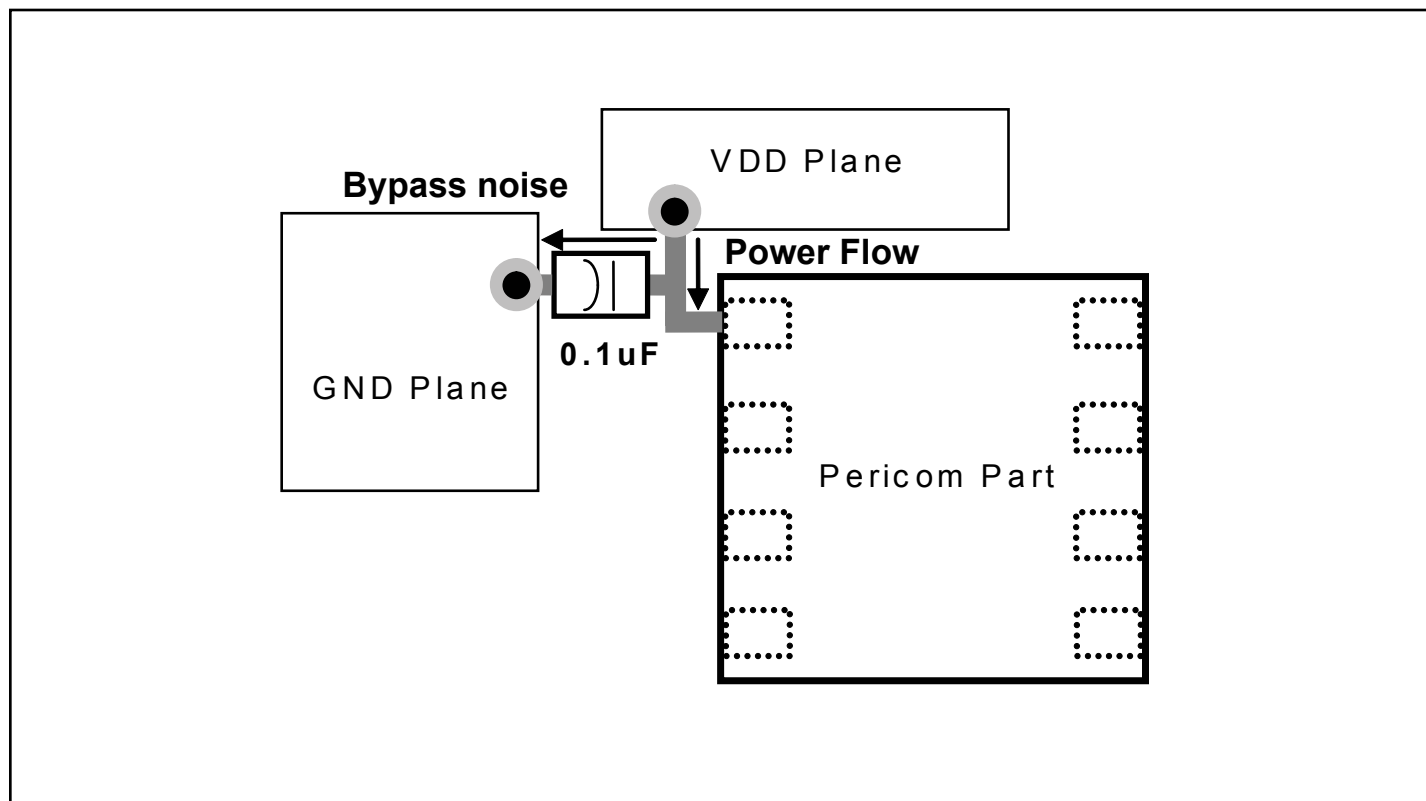 VDD Plane
Bypass noise
Power Flow
0.1uF
GND Plane
Pericom Part